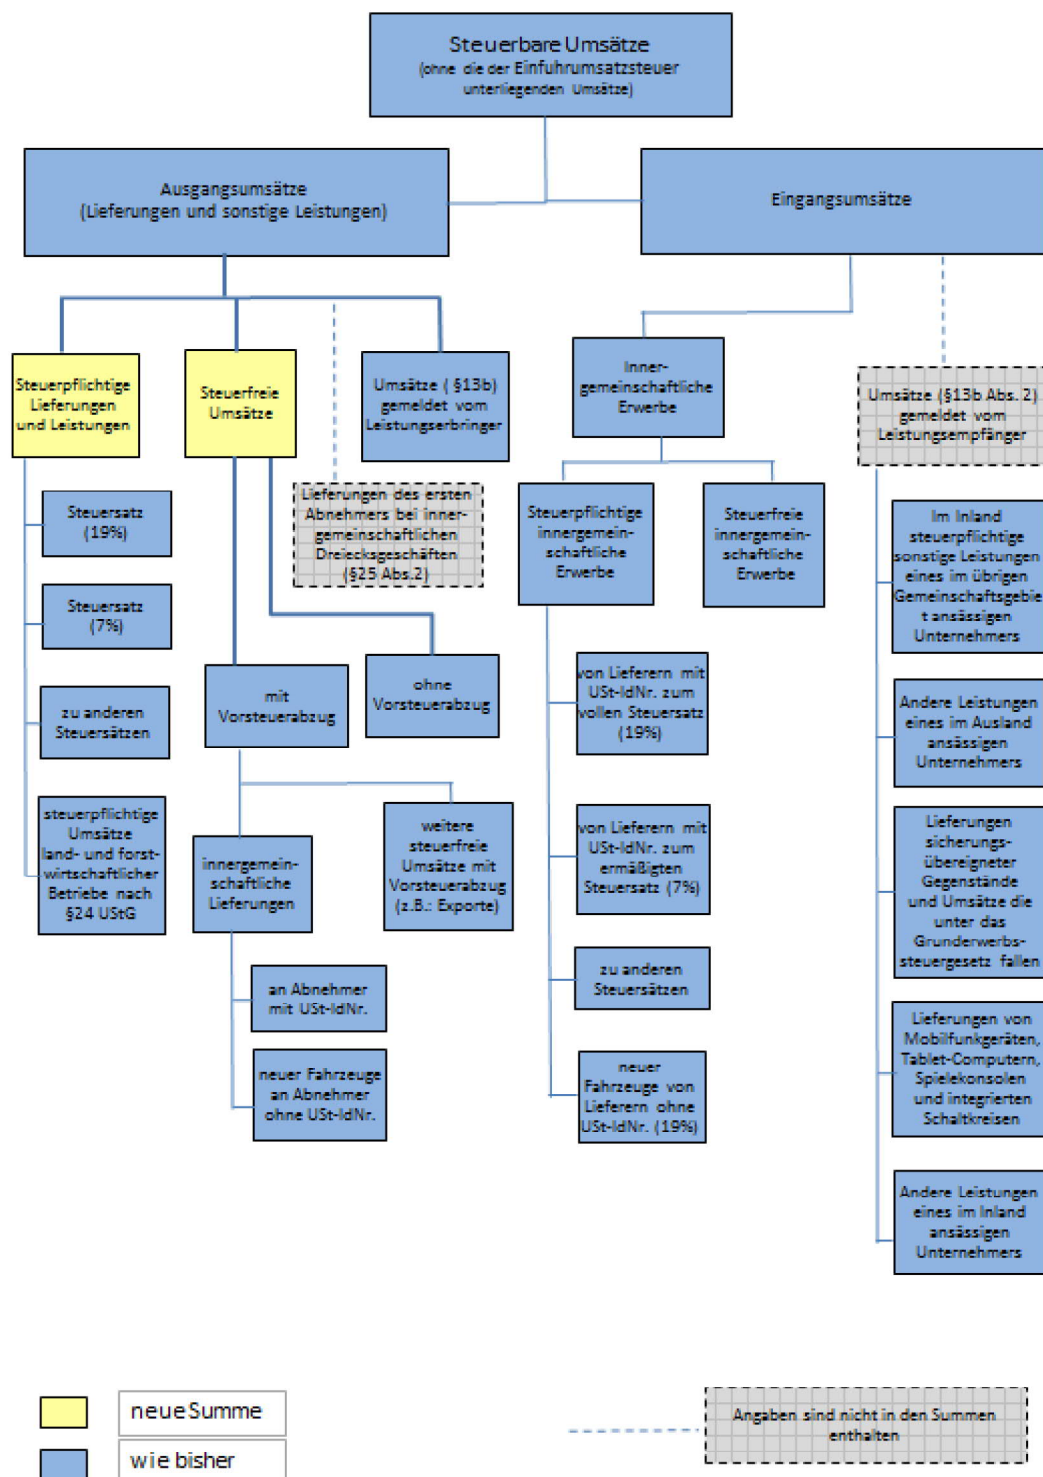 Steuerbare Umsätze
(ohne die der Einfuhrumsatzsteuer
unterliegenden Umsätze)
Ausgangsumsätze
(Lieferungen und sonstige Leistungen)
Eingangsumsätze
Steuerpflichtige
Lieferungen
und Leistungen
Steuerfreie
Umsätze
Umsätze ( §13b)
gemeldet vom
Leistungserbringer
Inner-
gemeinschaftliche
Erwerbe
Umsätze (§13b Abs. 2)
gemeldet vom
Leistungsempfänger
Lieferungen des ersten
Abnehmers bei inner-
gemeinschaftlichen
Dreiecksgeschäften
(§25 Abs.2)
Steuersatz
(19%)
Steuersatz
(7%)
zu anderen
Steuersätzen
steuerpflichtige
Umsätze
land- und forst-
wirtschaftlicher
Betriebe nach
§24 UStG
mit
Vorsteuerabzug
ohne
Vorsteuerabzug
innergemein-
schaftliche
Lieferungen
weitere
steuerfreie
Umsätze mit
Vorsteuerabzug
(z.B.: Exporte)
an Abnehmer
mit USt-IdNr.
neuer Fahrzeuge
an Abnehmer
ohne USt-IdNr.
Steuerpflichtige
innergemein-
schaftliche
Erwerbe
Steuerfreie
innergemein-
schaftliche
Erwerbe
von Lieferern mit
USt-IdNr. zum
vollen Steuersatz
(19%)
von Lieferern mit
USt-IdNr. zum
ermäßigten
Steuersatz (7%)
zu anderen
Steuersätzen
neuer
Fahrzeuge von
Lieferern ohne
USt-IdNr. (19%)
Im Inland
steuerpflichtige
sonstige Leistungen
eines im übrigen
Gemeinschaftsgebie
t ansässigen
Unternehmers
Andere Leistungen
eines im Ausland
ansässigen
Unternehmers
Lieferungen
sicherungs-
übereigneter
Gegenstände
und Umsätze die
unter das
Grunderwerbs-
steuergesetz fallen
Lieferungen von
Mobilfunkgeräten,
Tablet-Computern,
Spielekonsolen
und integrierten
Schaltkreisen
Andere Leistungen
eines im Inland
ansässigen
Unternehmers
neue Summe
wie bisher
Angaben sind nicht in den Summen
enthalten